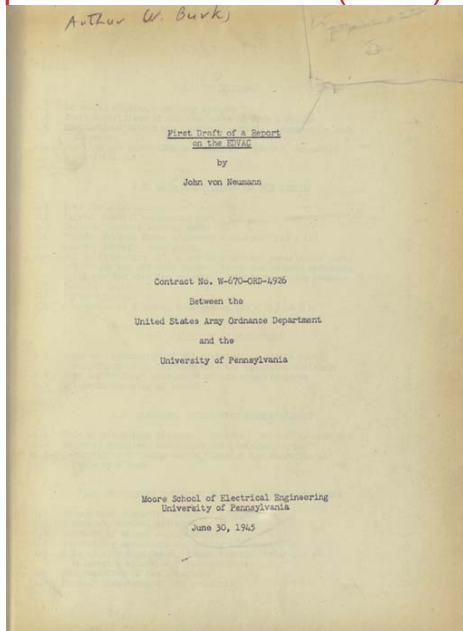 Arthur W. Burks
First Draft of a Report
on the EDVAC
by
John von Neumann
Contract No. W-670-ORD-4926
Between the
United States Army Ordnance Department
and the
University of Pennsylvania
Moore School of Electrical Engineering
University of Pennsylvania
June 30, 1945